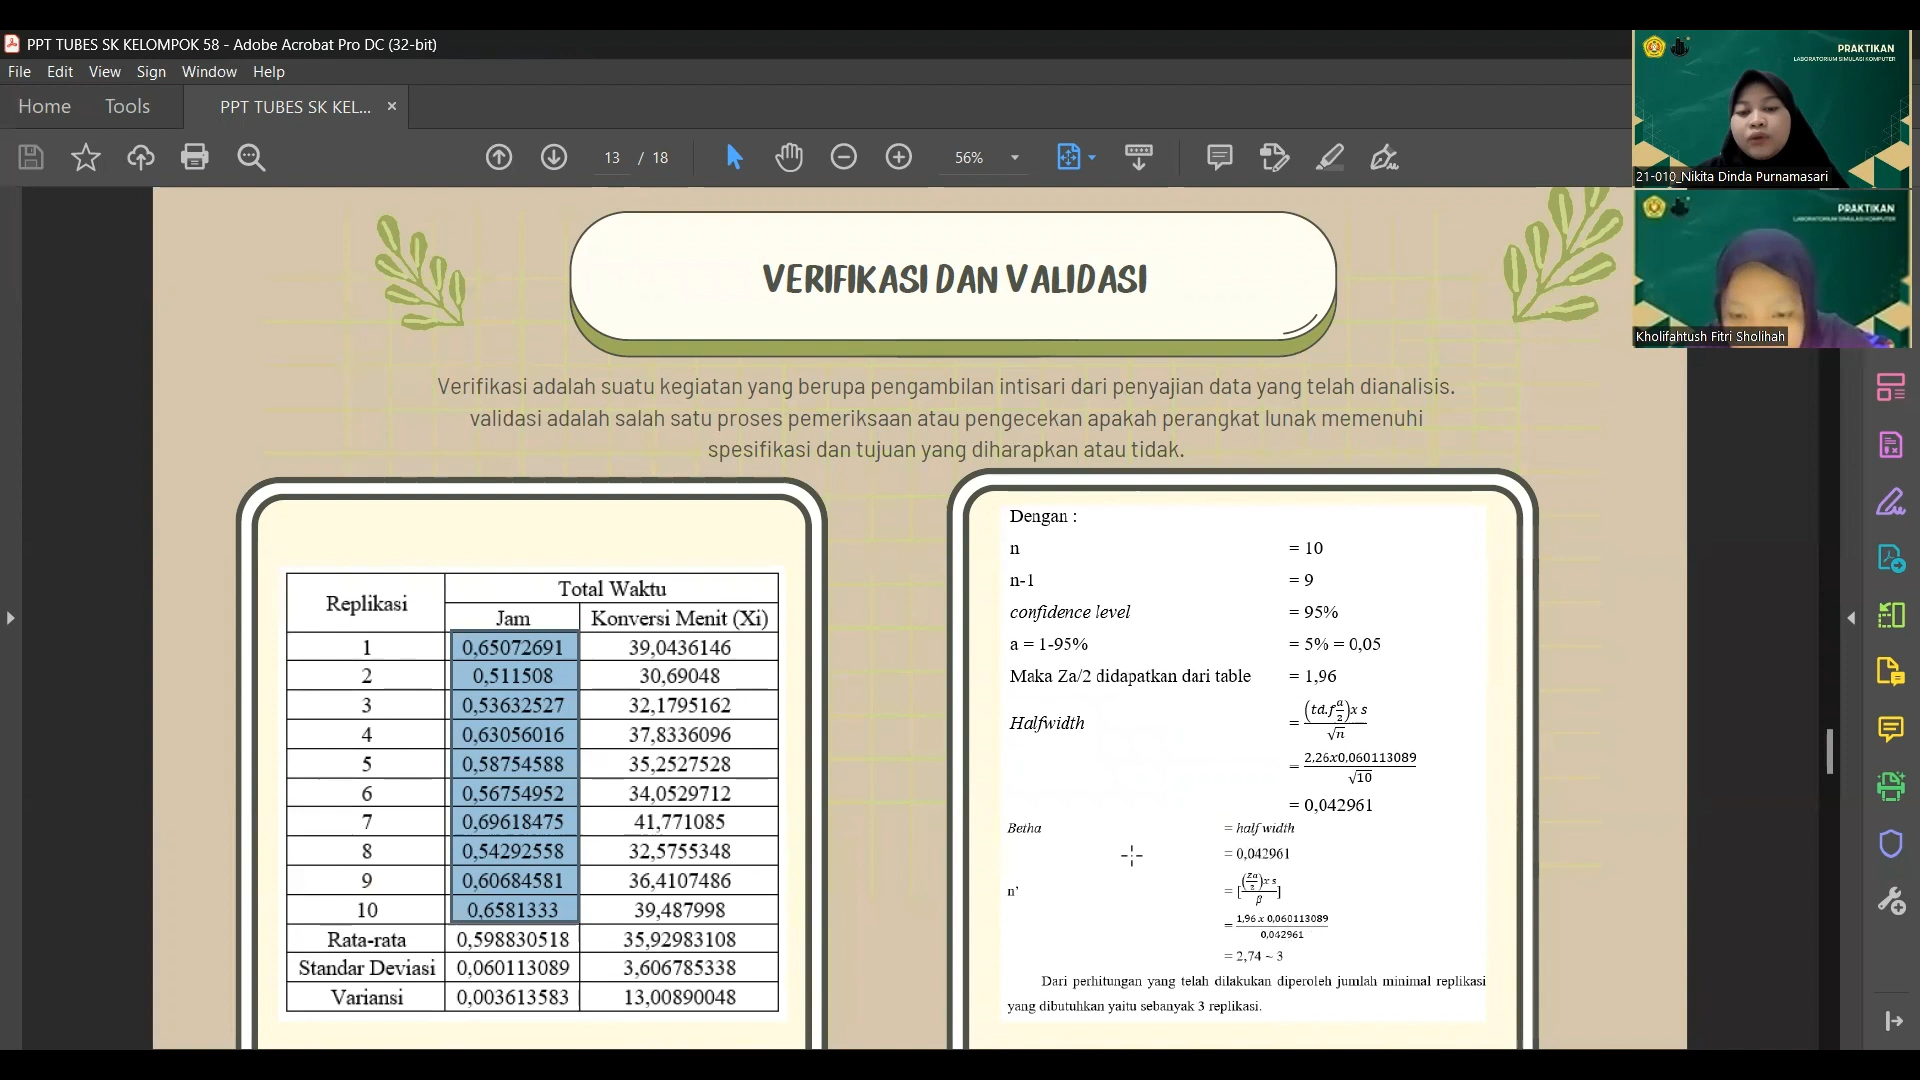 PPT TUBES SK KELOMPOK 58 - Adobe Acrobat Pro DC (32-bit)
File Edit View Sign Window Help
Home Tools PPT TUBES SK KEL... ×
13 / 18 56%
PRAKTIKAN
LABORATORIUM SIMULASI KOMPUTER
21-010_Nikita Dinda Purnamasari
PRAKTIKAN
LABORATORIUM SIMULASI KOMPUTER
Kholifahtush Fitri Sholihah
VERIFIKASI DAN VALIDASI
Verifikasi adalah suatu kegiatan yang berupa pengambilan intisari dari penyajian data yang telah dianalisis.
validasi adalah salah satu proses pemeriksaan atau pengecekan apakah perangkat lunak memenuhi
spesifikasi dan tujuan yang diharapkan atau tidak.
Replikasi Total Waktu
Jam Konversi Menit (Xi)
1 0,65072691 39,0436146
2 0,511508 30,69048
3 0,53632527 32,1795162
4 0,63056016 37,8336096
5 0,58754588 35,2527528
6 0,56754952 34,0529712
7 0,69618475 41,771085
8 0,54292558 32,5755348
9 0,60684581 36,4107486
10 0,6581333 39,487998
Rata-rata 0,598830518 35,92983108
Standar Deviasi 0,060113089 3,606785338
Variansi 0,003613583 13,00890048
Dengan :
n = 10
n-1 = 9
confidence level = 95%
a = 1-95% = 5% = 0,05
Maka Za/2 didapatkan dari table = 1,96
Halfwidth = (td.f a/2)x s / √n
= 2,26x0,060113089 / √10
= 0,042961
Betha = half width
= 0,042961
n’ = [(Za/2)x s / β]
= 1,96 x 0,060113089 / 0,042961
= 2,74 ~ 3
Dari perhitungan yang telah dilakukan diperoleh jumlah minimal replikasi
yang dibutuhkan yaitu sebanyak 3 replikasi.